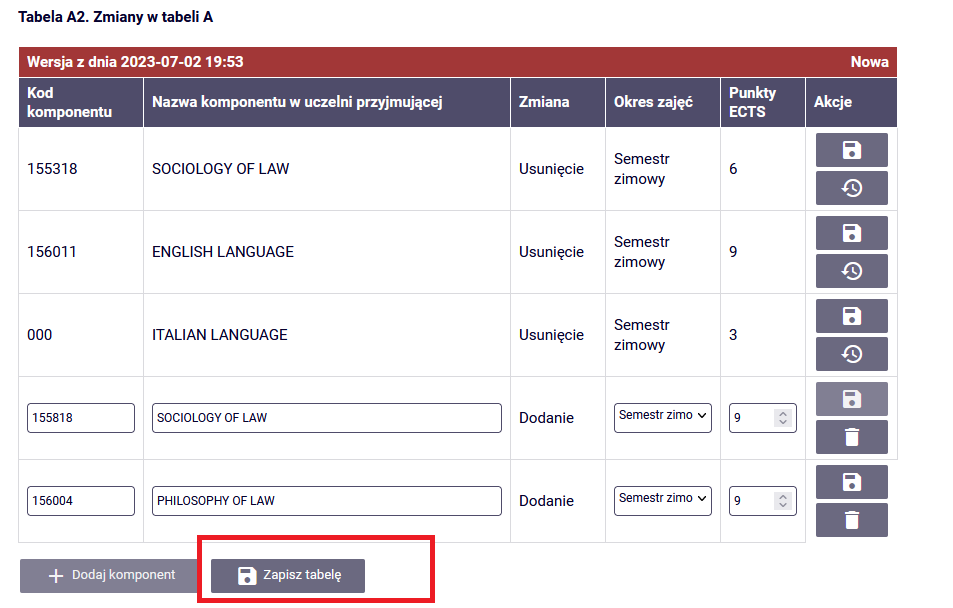 Tabela A2. Zmiany w tabeli A
Wersja z dnia 2023-07-02 19:53 Nowa
Kod komponentu Nazwa komponentu w uczelni przyjmującej Zmiana Okres zajęć Punkty ECTS Akcje
155318 SOCIOLOGY OF LAW Usunięcie Semestr zimowy 6
156011 ENGLISH LANGUAGE Usunięcie Semestr zimowy 9
000 ITALIAN LANGUAGE Usunięcie Semestr zimowy 3
155818 SOCIOLOGY OF LAW Dodanie Semestr zimo 9
156004 PHILOSOPHY OF LAW Dodanie Semestr zimo 9
Dodaj komponent Zapisz tabelę